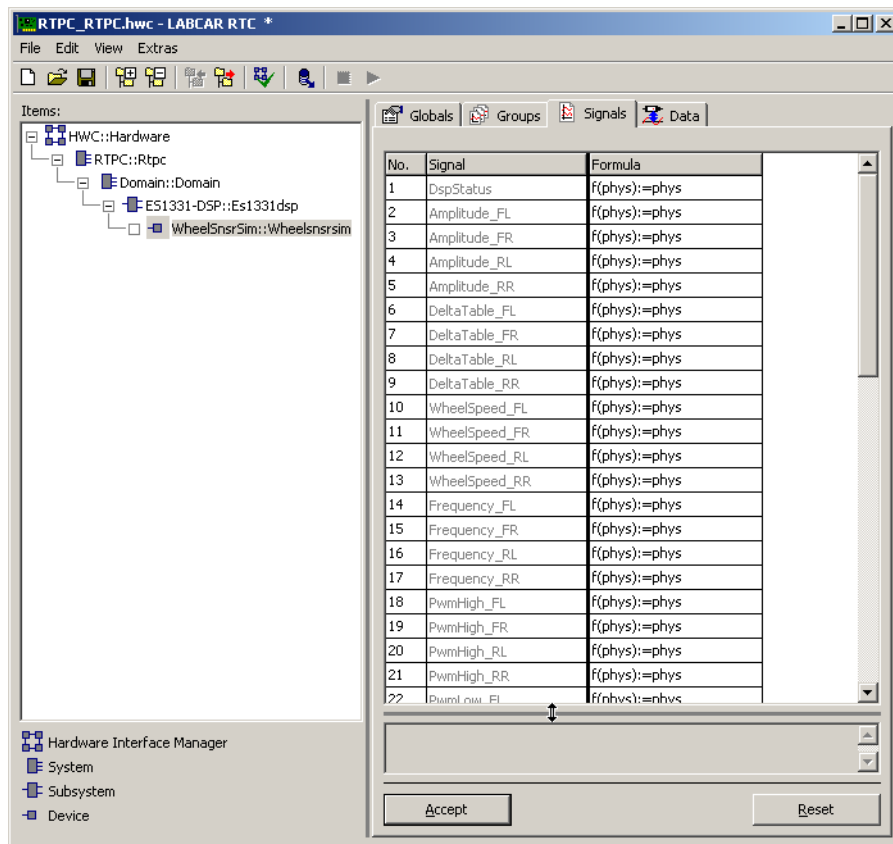 RTPC_RTPC.hwc - LABCAR RTC *
File Edit View Extras
Items:
HWC::Hardware
RTPC::Rtpc
Domain::Domain
ES1331-DSP::Es1331dsp
WheelSnsrSim::Wheelsnsrsim
Hardware Interface Manager
System
Subsystem
Device
Globals Groups Signals Data
No. Signal Formula
1 DspStatus f(phys):=phys
2 Amplitude_FL f(phys):=phys
3 Amplitude_FR f(phys):=phys
4 Amplitude_RL f(phys):=phys
5 Amplitude_RR f(phys):=phys
6 DeltaTable_FL f(phys):=phys
7 DeltaTable_FR f(phys):=phys
8 DeltaTable_RL f(phys):=phys
9 DeltaTable_RR f(phys):=phys
10 WheelSpeed_FL f(phys):=phys
11 WheelSpeed_FR f(phys):=phys
12 WheelSpeed_RL f(phys):=phys
13 WheelSpeed_RR f(phys):=phys
14 Frequency_FL f(phys):=phys
15 Frequency_FR f(phys):=phys
16 Frequency_RL f(phys):=phys
17 Frequency_RR f(phys):=phys
18 PwmHigh_FL f(phys):=phys
19 PwmHigh_FR f(phys):=phys
20 PwmHigh_RL f(phys):=phys
21 PwmHigh_RR f(phys):=phys
22 PwmLow_FL f(phys):=phys
Accept Reset